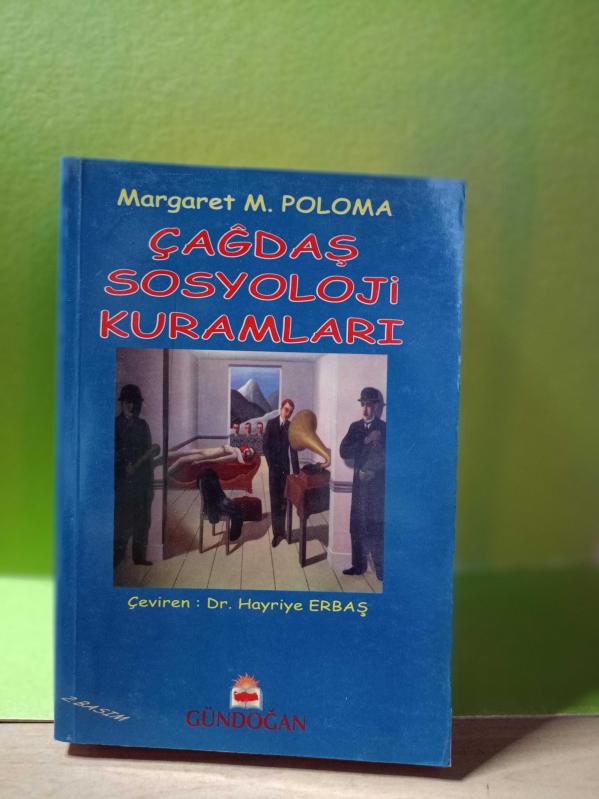 Margaret M. POLOMA
ÇAĞDAŞ
SOSYOLOJİ
KURAMLARI
Çeviren : Dr. Hayriye ERBAŞ
2.BASIM
GÜNDOĞAN